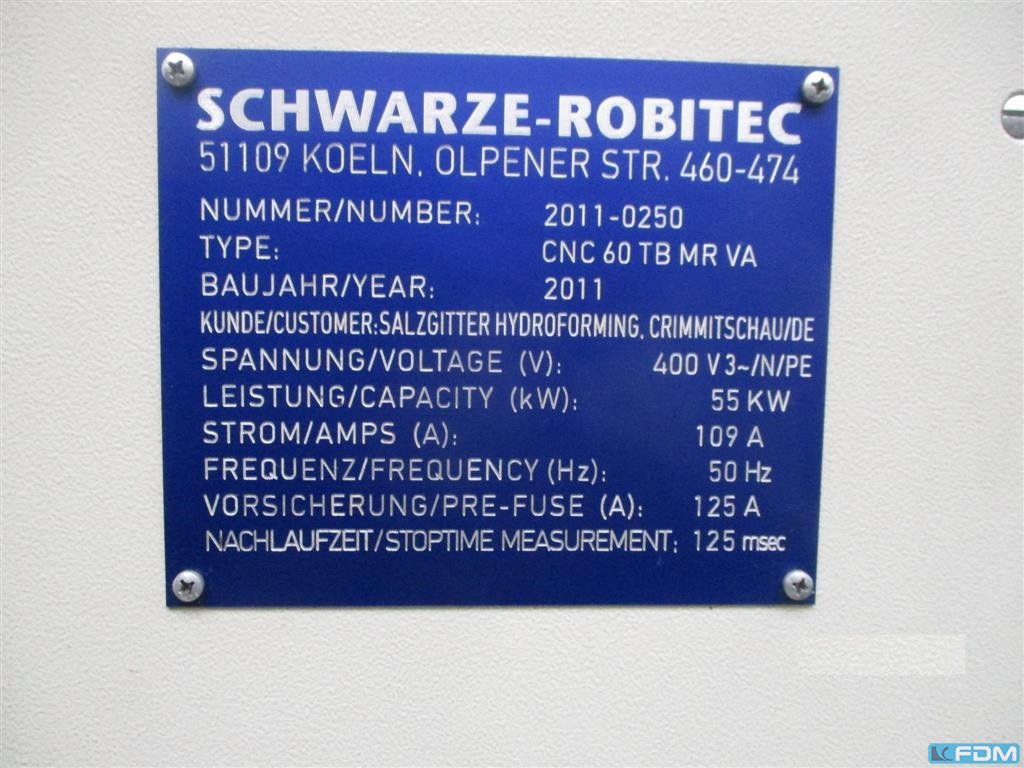 SCHWARZE-ROBITEC
51109 KOELN, OLPENER STR. 460-474
NUMMER/NUMBER: 2011-0250
TYPE: CNC 60 TB MR VA
BAUJAHR/YEAR: 2011
KUNDE/CUSTOMER:SALZGITTER HYDROFORMING, CRIMMITSCHAU/DE
SPANNUNG/VOLTAGE (V): 400 V 3~/N/PE
LEISTUNG/CAPACITY (kW): 55 KW
STROM/AMPS (A): 109 A
FREQUENZ/FREQUENCY (Hz): 50 Hz
VORSICHERUNG/PRE-FUSE (A): 125 A
NACHLAUFZEIT/STOPTIME MEASUREMENT: 125 msec
FDM